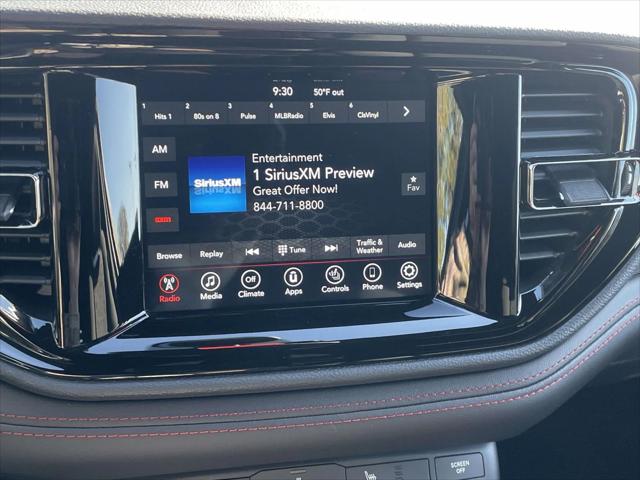 9:30 50°F out
1 Hits 1 2 80s on 8 3 Pulse 4 MLBRadio 5 Elvis 6 ClsVinyl
AM
FM
sxm
SiriusXM
Entertainment
1 SiriusXM Preview
Great Offer Now!
844-711-8800
Fav
Browse Replay Tune Traffic & Weather Audio
Radio Media Off Climate Apps Controls Phone Settings
SCREEN OFF